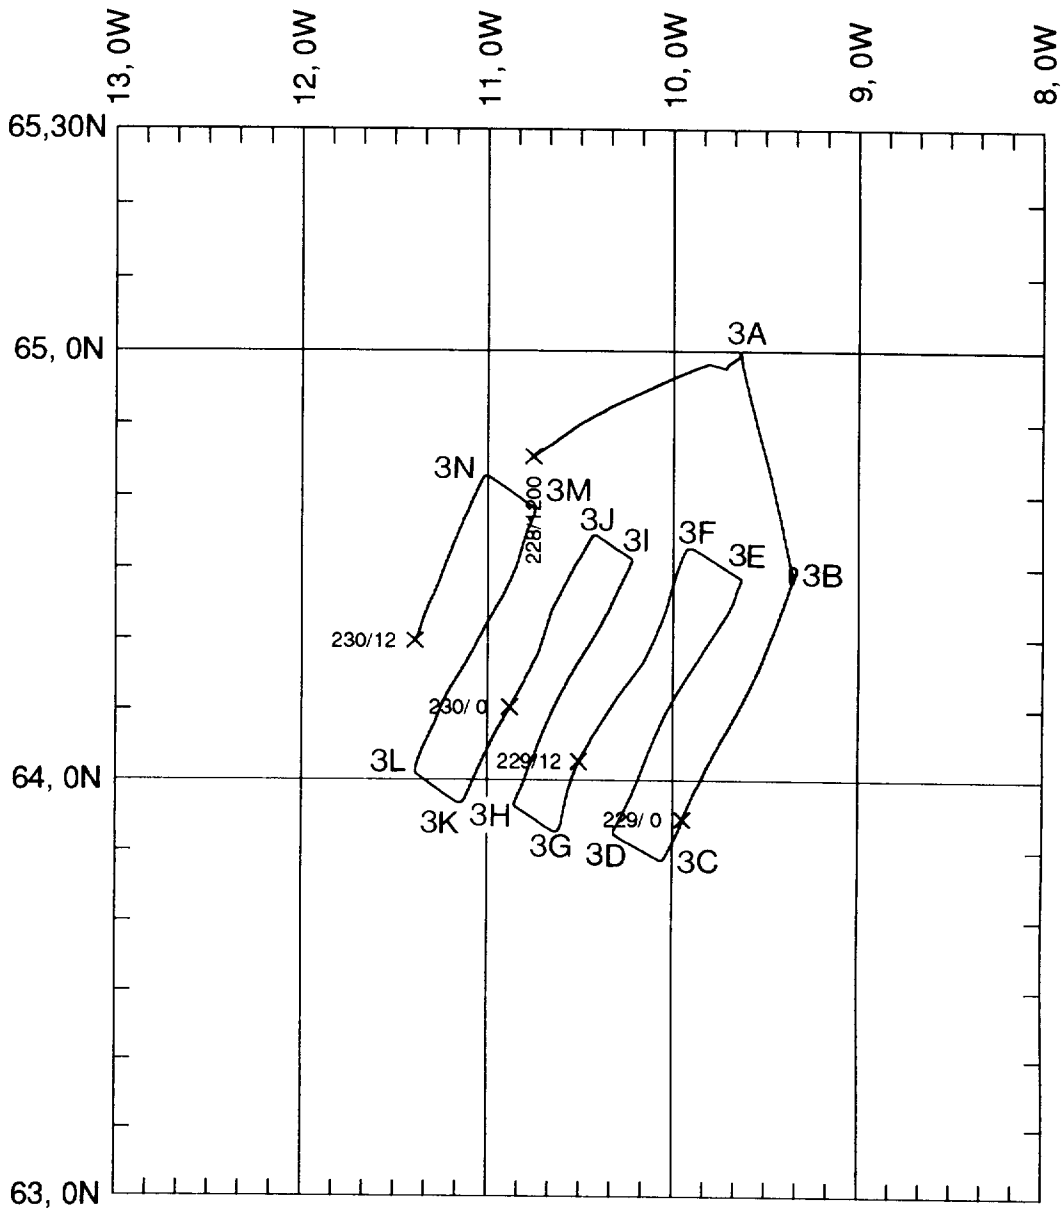 13, 0W
12, 0W
11, 0W
10, 0W
9, 0W
8, 0W
65,30N
65, 0N
3A
3N
3M
228/1200
3J
3I
3F
3E
3B
230/12
230/ 0
3L
229/12
64, 0N
3K
3H
229/ 0
3G
3D
3C
63, 0N